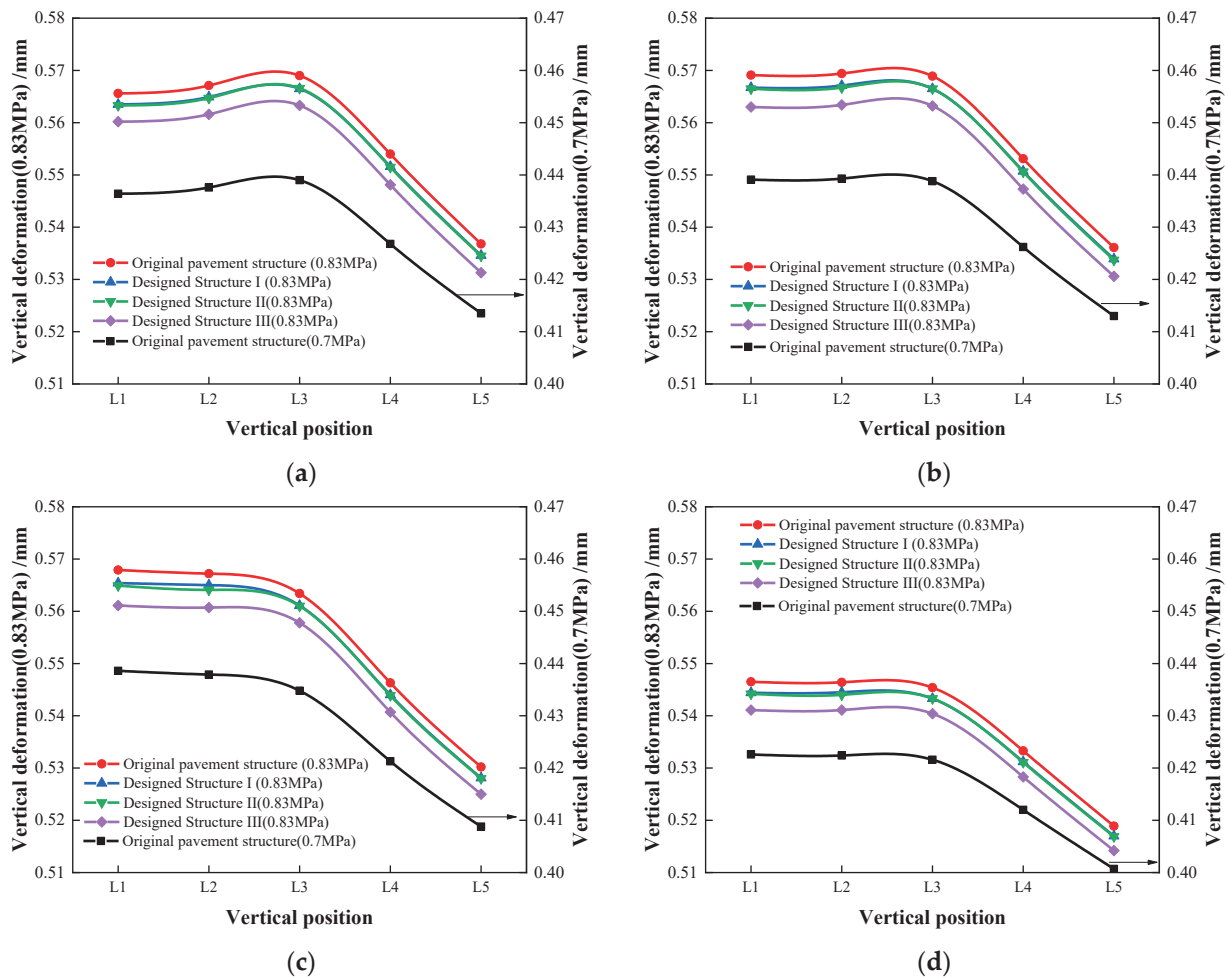 0.58
0.57
0.56
0.55
0.54
0.53
0.52
0.51
Vertical deformation(0.83MPa) /mm
Original pavement structure (0.83MPa)
Designed Structure I (0.83MPa)
Designed Structure II(0.83MPa)
Designed Structure III(0.83MPa)
Original pavement structure(0.7MPa)
0.47
0.46
0.45
0.44
0.43
0.42
0.41
0.40
Vertical deformation(0.7MPa) /mm
L1 L2 L3 L4 L5
Vertical position
(a)
0.58
0.57
0.56
0.55
0.54
0.53
0.52
0.51
Vertical deformation(0.83MPa) /mm
Original pavement structure (0.83MPa)
Designed Structure I (0.83MPa)
Designed Structure II(0.83MPa)
Designed Structure III(0.83MPa)
Original pavement structure(0.7MPa)
0.47
0.46
0.45
0.44
0.43
0.42
0.41
0.40
Vertical deformation(0.7MPa) /mm
L1 L2 L3 L4 L5
Vertical position
(b)
0.58
0.57
0.56
0.55
0.54
0.53
0.52
0.51
Vertical deformation(0.83MPa) /mm
Original pavement structure (0.83MPa)
Designed Structure I (0.83MPa)
Designed Structure II(0.83MPa)
Designed Structure III(0.83MPa)
Original pavement structure(0.7MPa)
0.47
0.46
0.45
0.44
0.43
0.42
0.41
0.40
Vertical deformation(0.7MPa) /mm
L1 L2 L3 L4 L5
Vertical position
(c)
0.58
0.57
0.56
0.55
0.54
0.53
0.52
0.51
Vertical deformation(0.83MPa) /mm
Original pavement structure (0.83MPa)
Designed Structure I (0.83MPa)
Designed Structure II(0.83MPa)
Designed Structure III(0.83MPa)
Original pavement structure(0.7MPa)
0.47
0.46
0.45
0.44
0.43
0.42
0.41
0.40
Vertical deformation(0.7MPa) /mm
L1 L2 L3 L4 L5
Vertical position
(d)